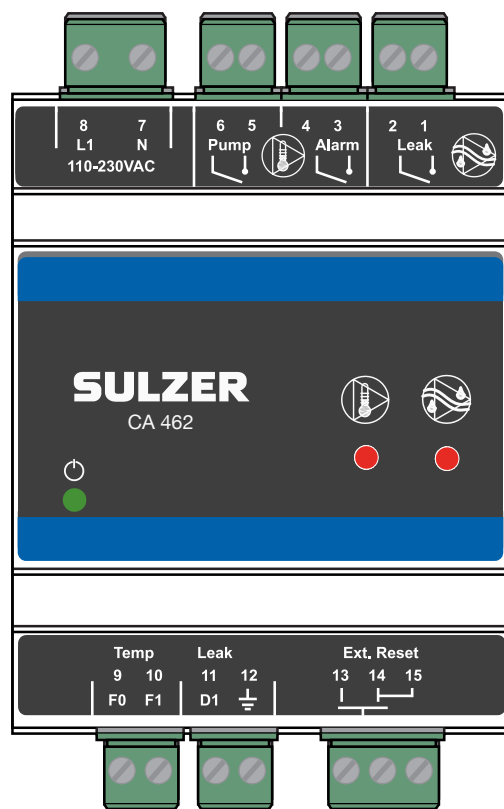 8 7 6 5 4 3 2 1
L1 N Pump Alarm Leak
110-230VAC
SULZER
CA 462
Temp Leak Ext. Reset
9 10 11 12 13 14 15
F0 F1 D1